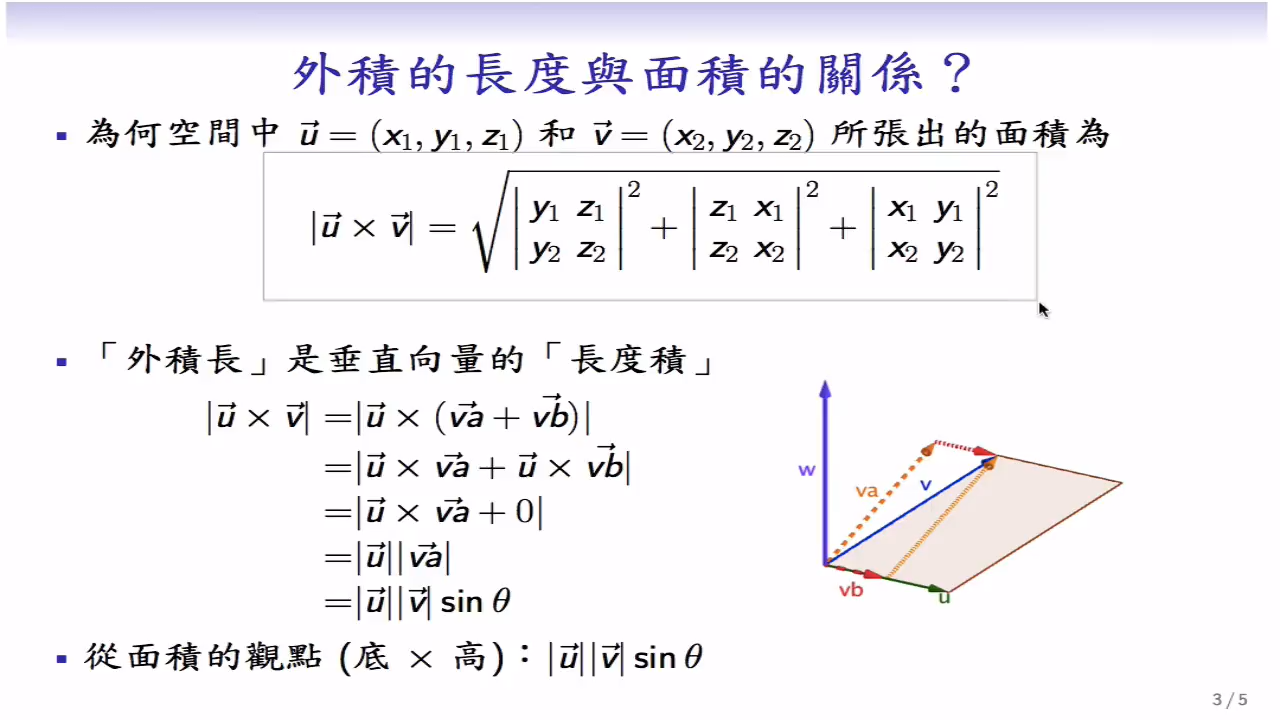 外積的長度與面積的關係？
▪ 為何空間中 u⃗ = (x₁, y₁, z₁) 和 v⃗ = (x₂, y₂, z₂) 所張出的面積為
|u⃗ × v⃗| = √( |y₁ z₁; y₂ z₂|² + |z₁ x₁; z₂ x₂|² + |x₁ y₁; x₂ y₂|² )
▪ 「外積長」是垂直向量的「長度積」
|u⃗ × v⃗| =|u⃗ × (va⃗ + vb⃗)|
=|u⃗ × va⃗ + u⃗ × vb⃗|
=|u⃗ × va⃗ + 0|
=|u⃗||va⃗|
=|u⃗||v⃗| sin θ
w
va
v
vb
u
▪ 從面積的觀點 (底 × 高)：|u⃗||v⃗| sin θ
3 / 5